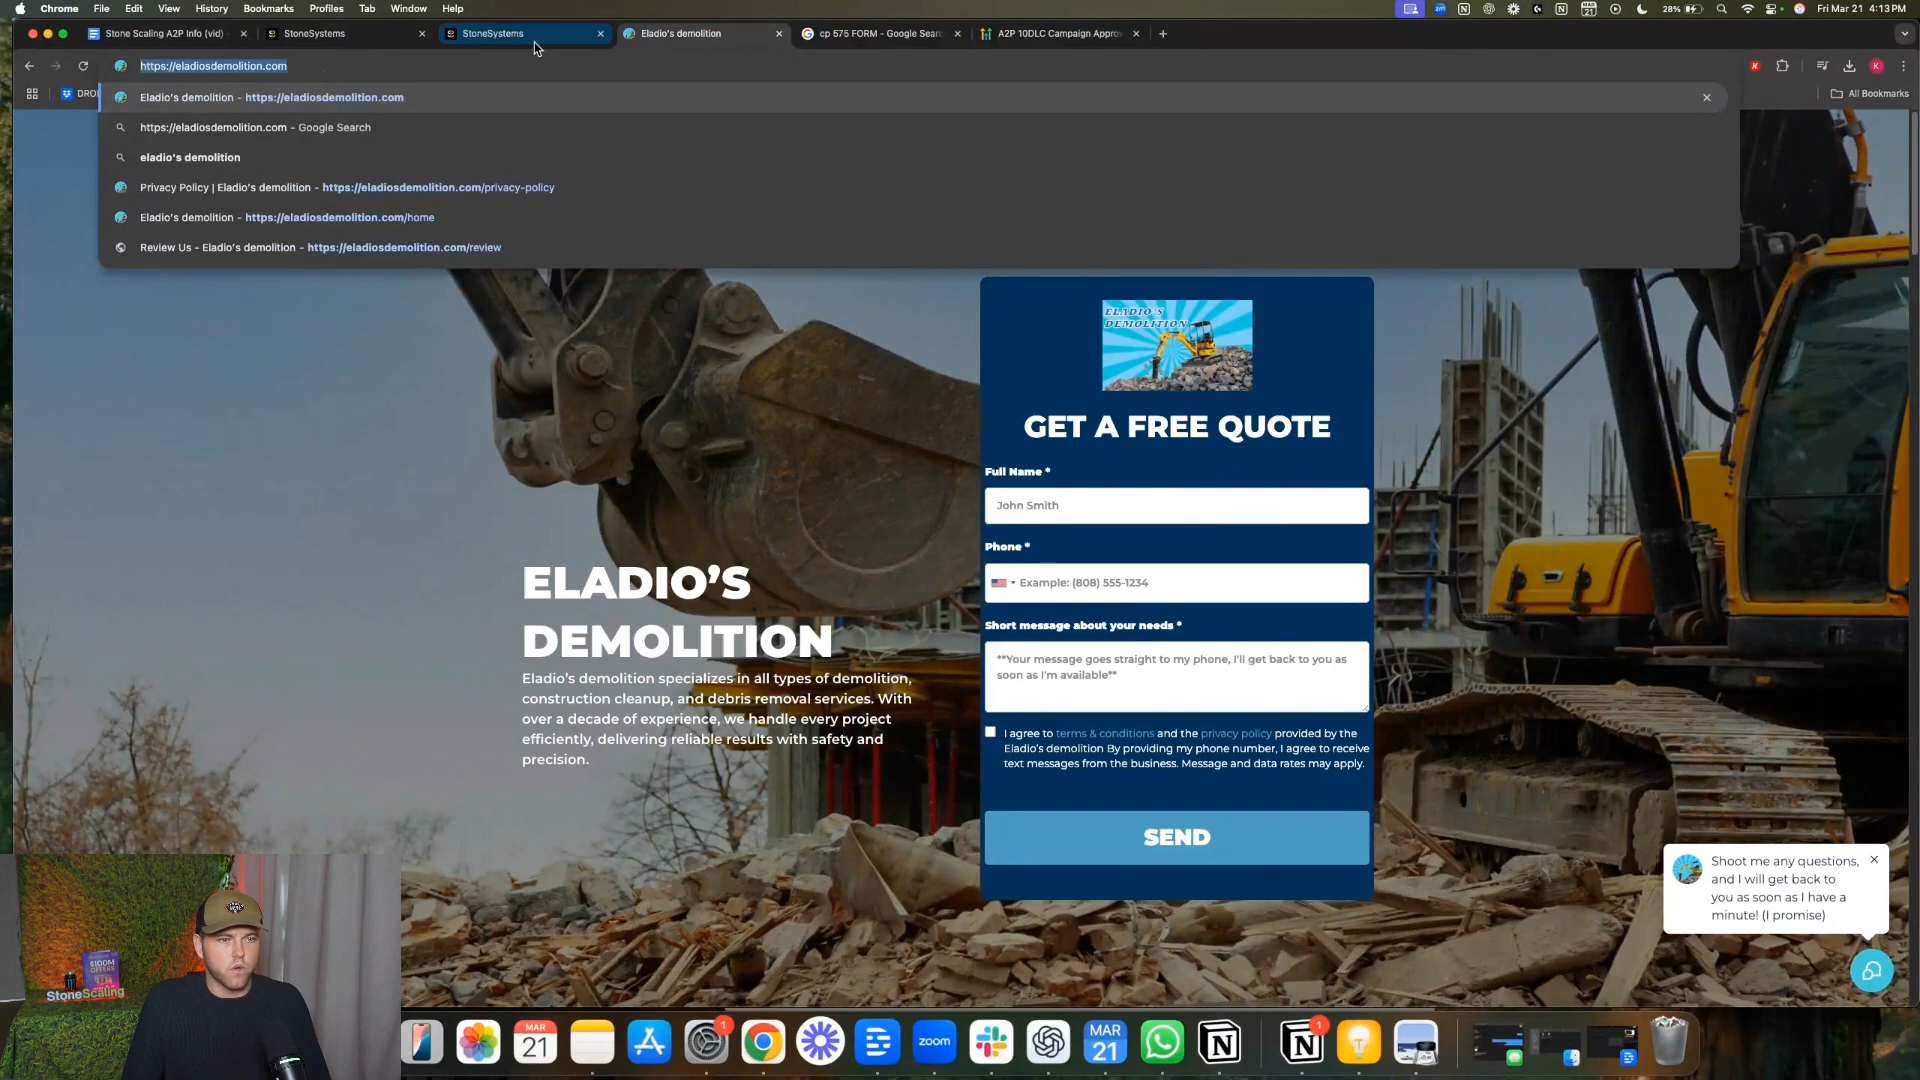 Chrome File Edit View History Bookmarks Profiles Tab Window Help
28% Fri Mar 21 4:13 PM
Stone Scaling A2P Info (vid)
StoneSystems
StoneSystems
Eladio's demolition
cp 575 FORM - Google Sear
A2P 10DLC Campaign Approv
https://eladiosdemolition.com
DRO
All Bookmarks
Eladio's demolition - https://eladiosdemolition.com
https://eladiosdemolition.com - Google Search
eladio's demolition
Privacy Policy | Eladio's demolition - https://eladiosdemolition.com/privacy-policy
Eladio's demolition - https://eladiosdemolition.com/home
Review Us - Eladio's demolition - https://eladiosdemolition.com/review
ELADIO'S
DEMOLITION
GET A FREE QUOTE
Full Name *
John Smith
Phone *
Example: (808) 555-1234
Short message about your needs *
**Your message goes straight to my phone, I'll get back to you as
soon as I'm available**
I agree to terms & conditions and the privacy policy provided by the
Eladio's demolition By providing my phone number, I agree to receive
text messages from the business. Message and data rates may apply.
SEND
ELADIO'S
DEMOLITION
Eladio's demolition specializes in all types of demolition,
construction cleanup, and debris removal services. With
over a decade of experience, we handle every project
efficiently, delivering reliable results with safety and
precision.
Shoot me any questions,
and I will get back to
you as soon as I have a
minute! (I promise)
$100M
OFFERS
StoneScaling
MAR
21
1
zoom
MAR
21
1